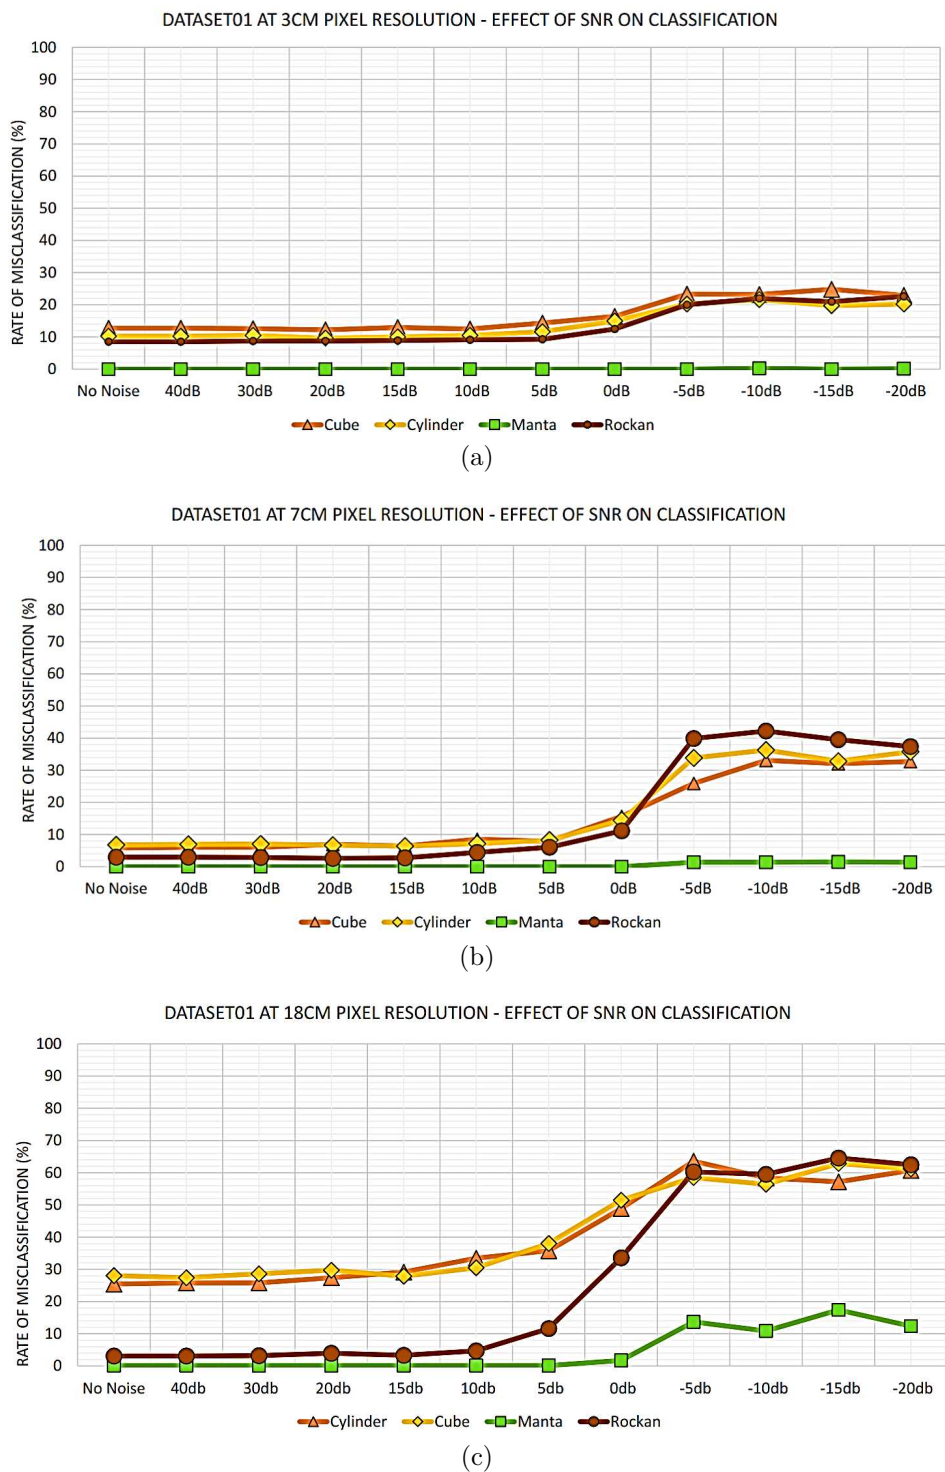 DATASET01 AT 3CM PIXEL RESOLUTION - EFFECT OF SNR ON CLASSIFICATION
RATE OF MISCLASSIFICATION (%)
100
90
80
70
60
50
40
30
20
10
0
No Noise 40dB 30dB 20dB 15dB 10dB 5dB 0dB -5dB -10dB -15dB -20dB
Cube Cylinder Manta Rockan
(a)
DATASET01 AT 7CM PIXEL RESOLUTION - EFFECT OF SNR ON CLASSIFICATION
RATE OF MISCLASSIFICATION (%)
100
90
80
70
60
50
40
30
20
10
0
No Noise 40dB 30dB 20dB 15dB 10dB 5dB 0dB -5dB -10dB -15dB -20dB
Cube Cylinder Manta Rockan
(b)
DATASET01 AT 18CM PIXEL RESOLUTION - EFFECT OF SNR ON CLASSIFICATION
RATE OF MISCLASSIFICATION (%)
100
90
80
70
60
50
40
30
20
10
0
No Noise 40db 30db 20db 15db 10db 5db 0db -5db -10db -15db -20db
Cylinder Cube Manta Rockan
(c)